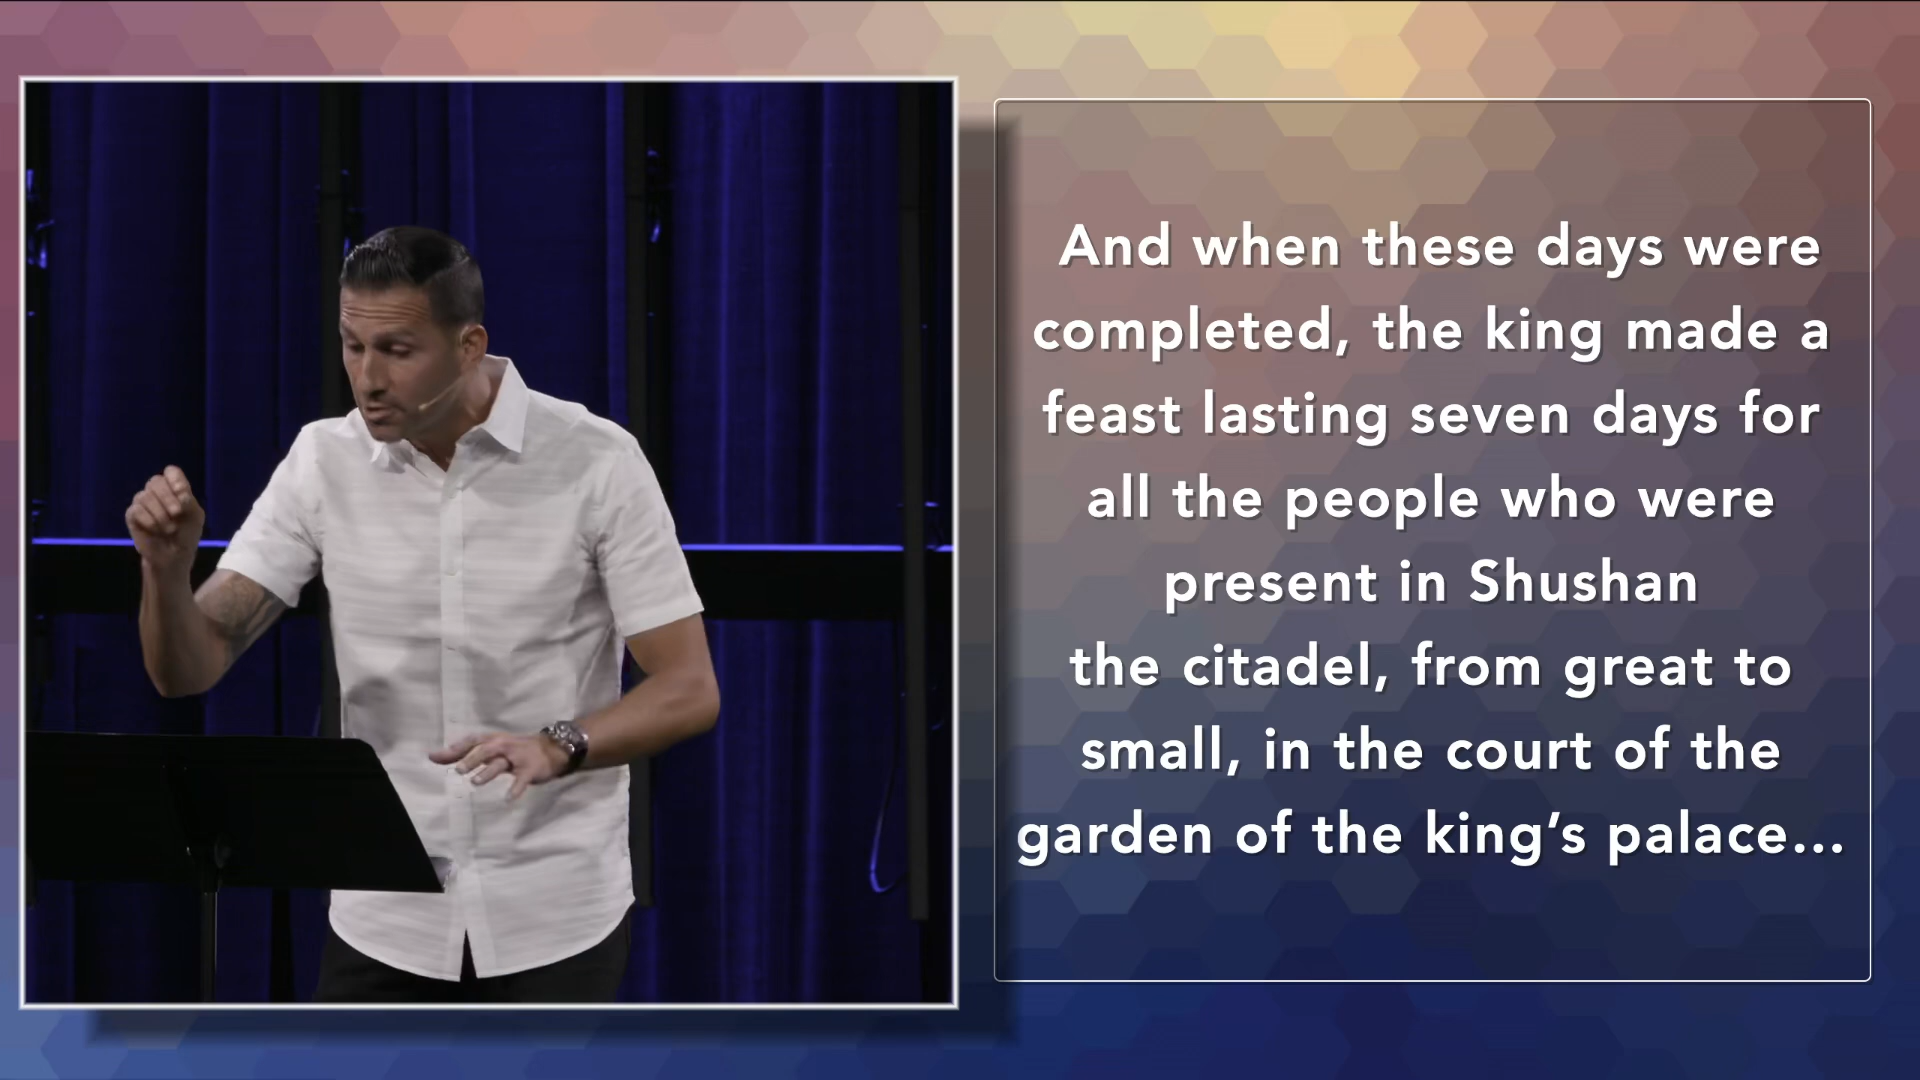 And when these days were
completed, the king made a
feast lasting seven days for
all the people who were
present in Shushan
the citadel, from great to
small, in the court of the
garden of the king’s palace…